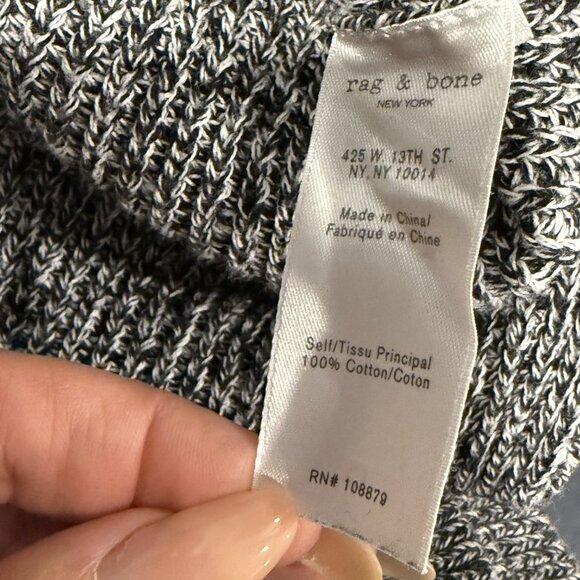 rag & bone
NEW YORK
425 W. 13TH ST.
NY, NY 10014
Made in China/
Fabriqué en Chine
Self/Tissu Principal
100% Cotton/Coton
RN# 108879